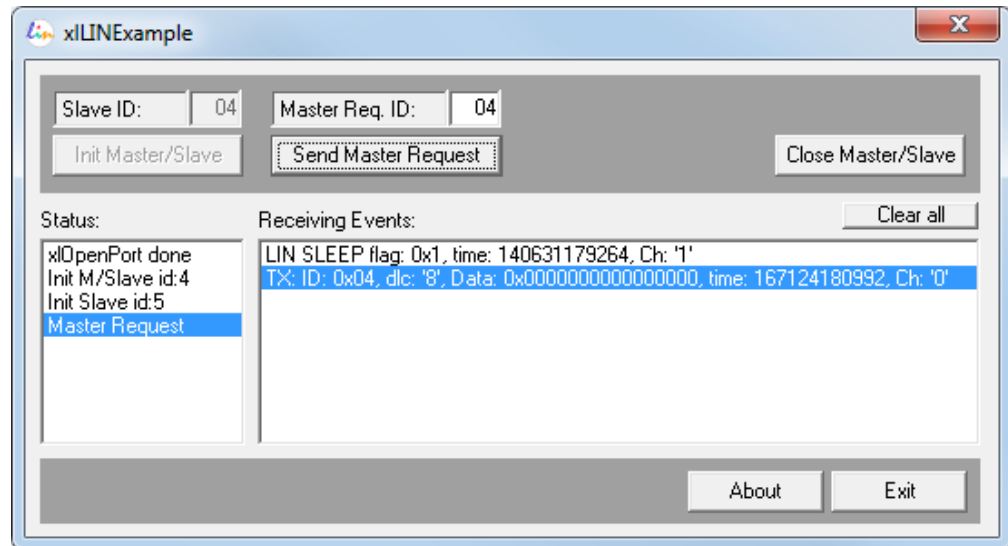 Lin xlLINExample
Slave ID: 04 Master Req. ID: 04
Init Master/Slave Send Master Request Close Master/Slave
Status: Receiving Events: Clear all
xlOpenPort done
Init M/Slave id:4
Init Slave id:5
Master Request
LIN SLEEP flag: 0x1, time: 140631179264, Ch: '1'
TX: ID: 0x04, dlc: '8', Data: 0x0000000000000000, time: 167124180992, Ch: '0'
About Exit